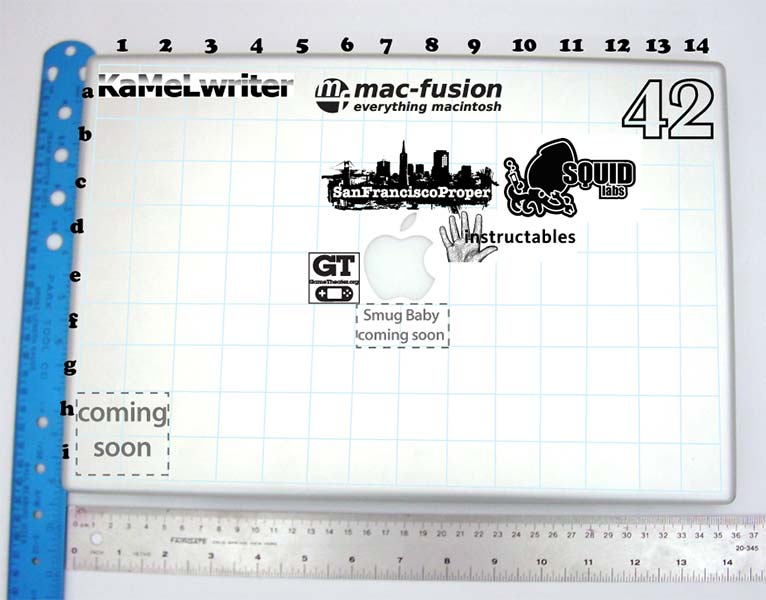 1 2 3 4 5 6 7 8 9 10 11 12 13 14
a
KaMeLwriter
m, mac-fusion
everything macintosh
42
b
c
SanFranciscoProper
SQUID
labs
d
instructables
e
GT
GameTheater.org
f
Smug Baby
coming soon
g
h
coming
i
soon
PARK TOOL CO
0 1 2 3 4 5 6 7 8 9 10 11 12 13 14 15 16 17 18 19 20 21 22 23 24 25 26 27 28 29 30 31 32 33 34 35 36 37
FAIRGATE
20-345
0 INCH 1 2 3 4 5 6 7 8 9 10 11 12 13 14